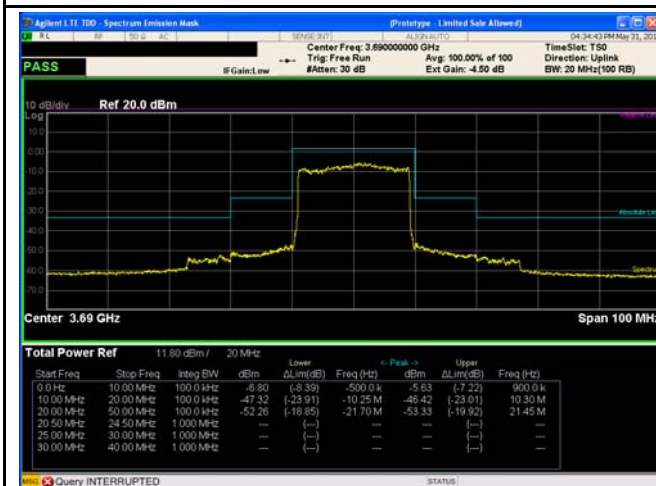 Agilent LTE TDD - Spectrum Emission Mask (Prototype - Limited Sale Allowed)
RL RF 50 Ω AC SENSE:INT ALIGNAUTO 04:34:43 PM May 31, 201
Center Freq: 3.690000000 GHz TimeSlot: TS0
Trig: Free Run Avg: 100.00% of 100 Direction: Uplink
PASS IFGain:Low #Atten: 30 dB Ext Gain: -4.50 dB BW: 20 MHz(100 RB)
10 dB/div Ref 20.0 dBm
Log
10.0
0.00
-10.0
-20.0
-30.0
Absolute Lim
-40.0
-50.0
-60.0
Spectru
-70.0
Center 3.69 GHz Span 100 MHz
Total Power Ref 11.80 dBm / 20 MHz
Lower <- Peak -> Upper
Start Freq Stop Freq Integ BW dBm ΔLim(dB) Freq (Hz) dBm ΔLim(dB) Freq (Hz)
0.0 Hz 10.00 MHz 100.0 kHz -6.80 (-8.39) -500.0 k -5.63 (-7.22) 900.0 k
10.00 MHz 20.00 MHz 100.0 kHz -47.32 (-23.91) -10.25 M -46.42 (-23.01) 10.30 M
20.00 MHz 50.00 MHz 100.0 kHz -52.26 (-18.85) -21.70 M -53.33 (-19.92) 21.45 M
20.50 MHz 24.50 MHz 1.000 MHz --- (---) --- (---)
25.00 MHz 30.00 MHz 1.000 MHz --- (---) --- (---)
30.00 MHz 40.00 MHz 1.000 MHz --- (---) --- (---)
MSG Query INTERRUPTED STATUS